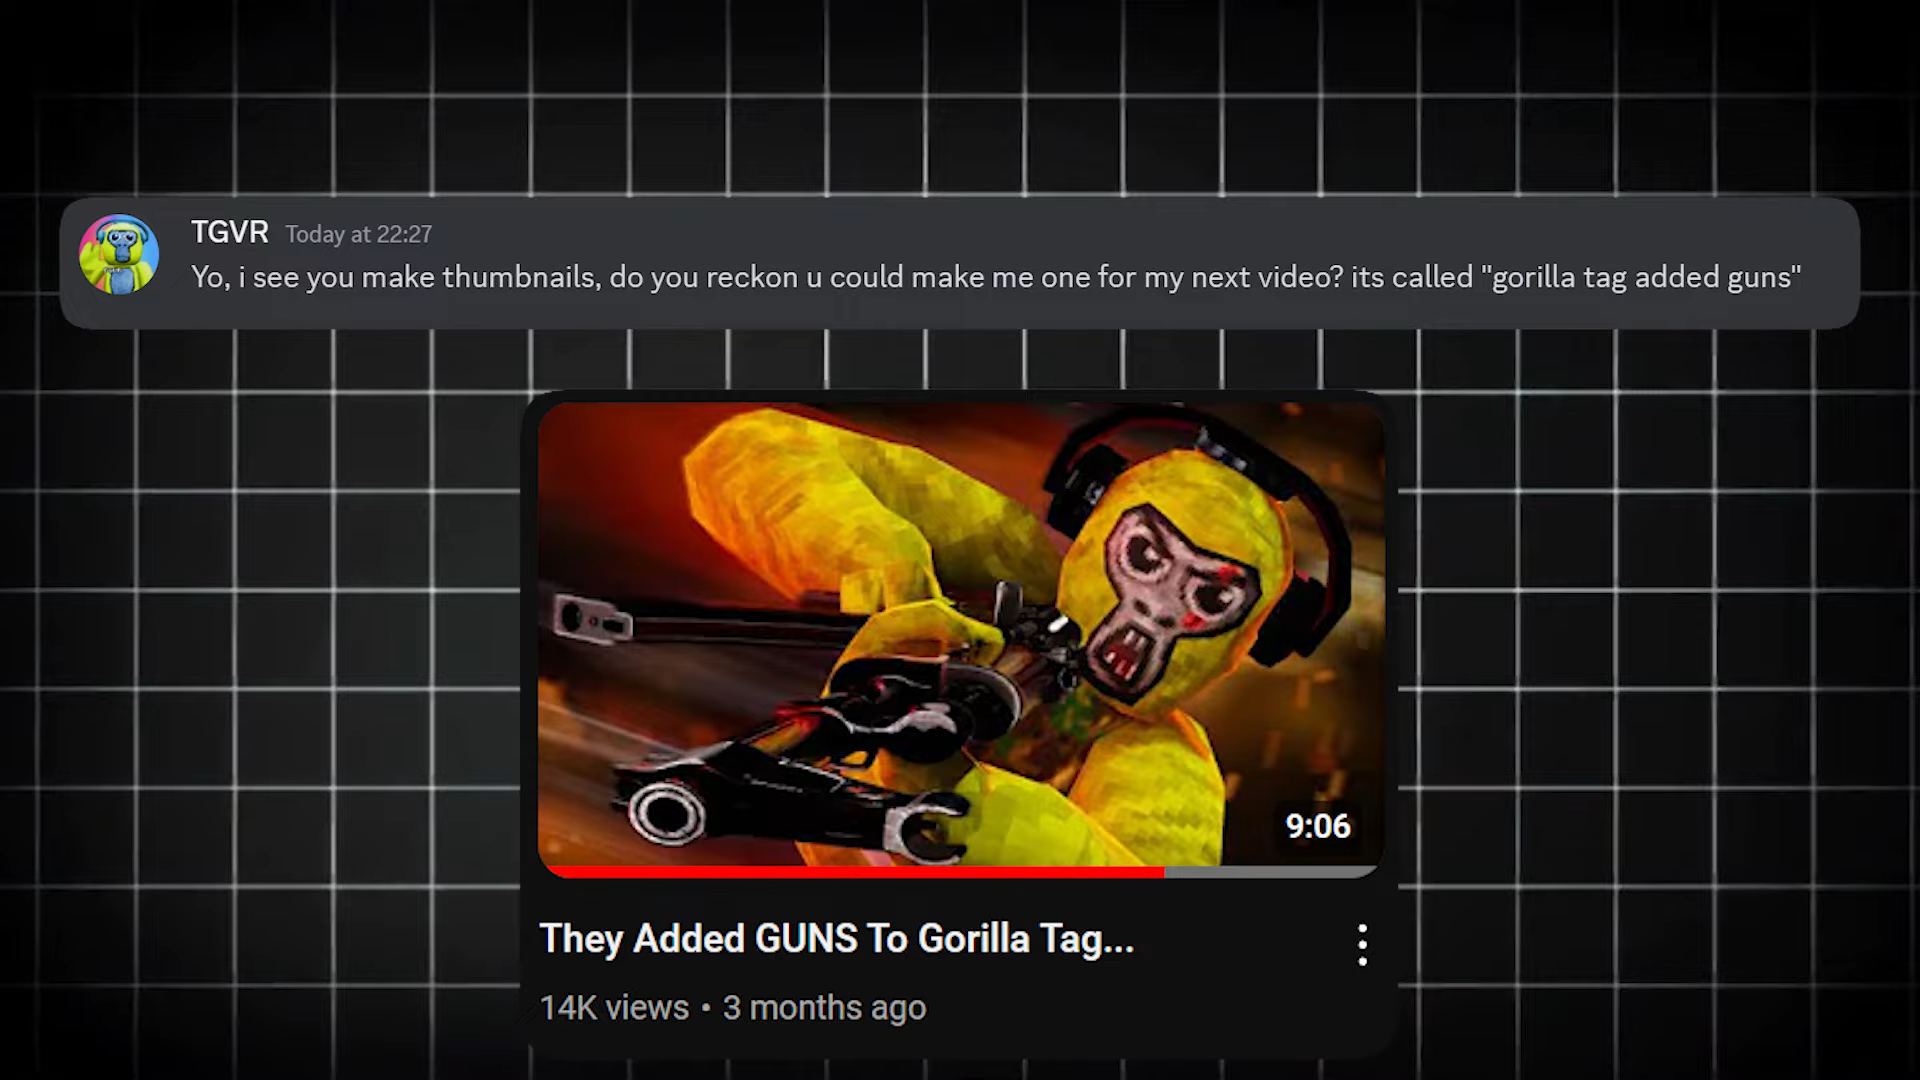 TGVR Today at 22:27
Yo, i see you make thumbnails, do you reckon u could make me one for my next video? its called "gorilla tag added guns"
9:06
They Added GUNS To Gorilla Tag...
14K views • 3 months ago